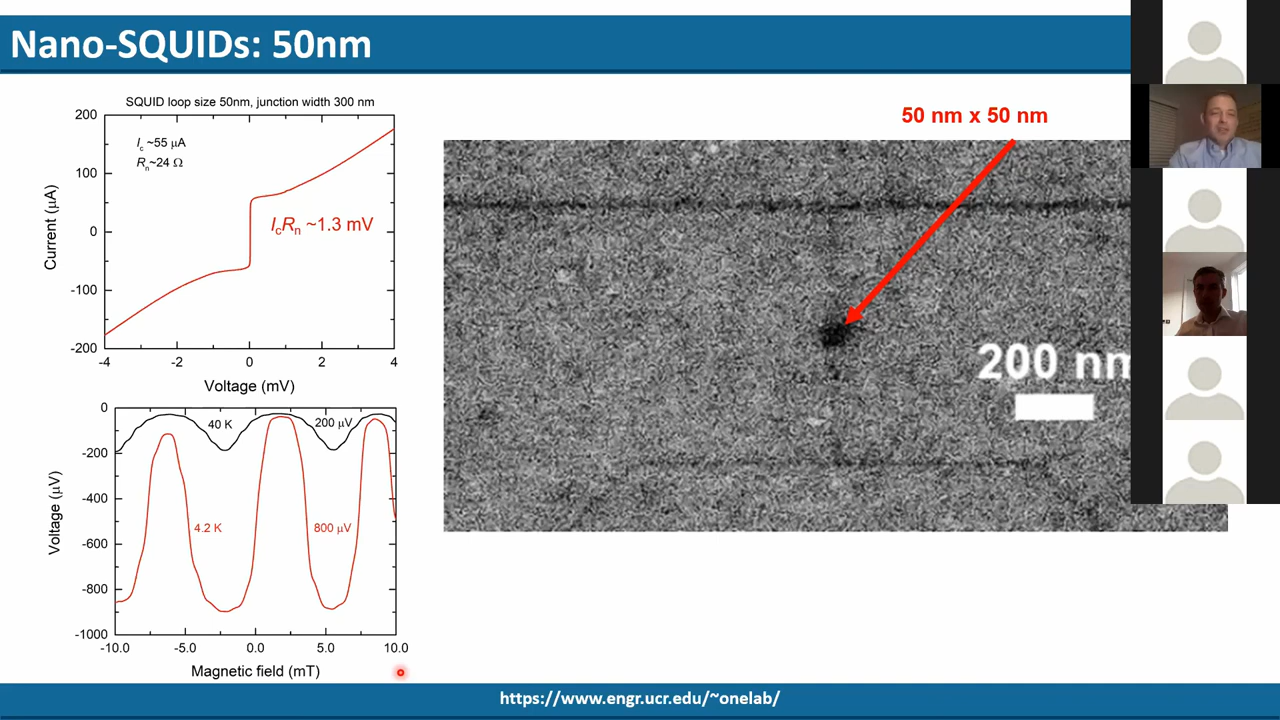 Nano-SQUIDs: 50nm
SQUID loop size 50nm, junction width 300 nm
200
100
0
-100
-200
Current (μA)
Ic ~55 μA
Rn~24 Ω
IcRn ~1.3 mV
-4
-2
0
2
4
Voltage (mV)
0
-200
-400
-600
-800
-1000
Voltage (μV)
40 K
200 μV
4.2 K
800 μV
-10.0
-5.0
0.0
5.0
10.0
Magnetic field (mT)
50 nm x 50 nm
200 nm
https://www.engr.ucr.edu/~onelab/